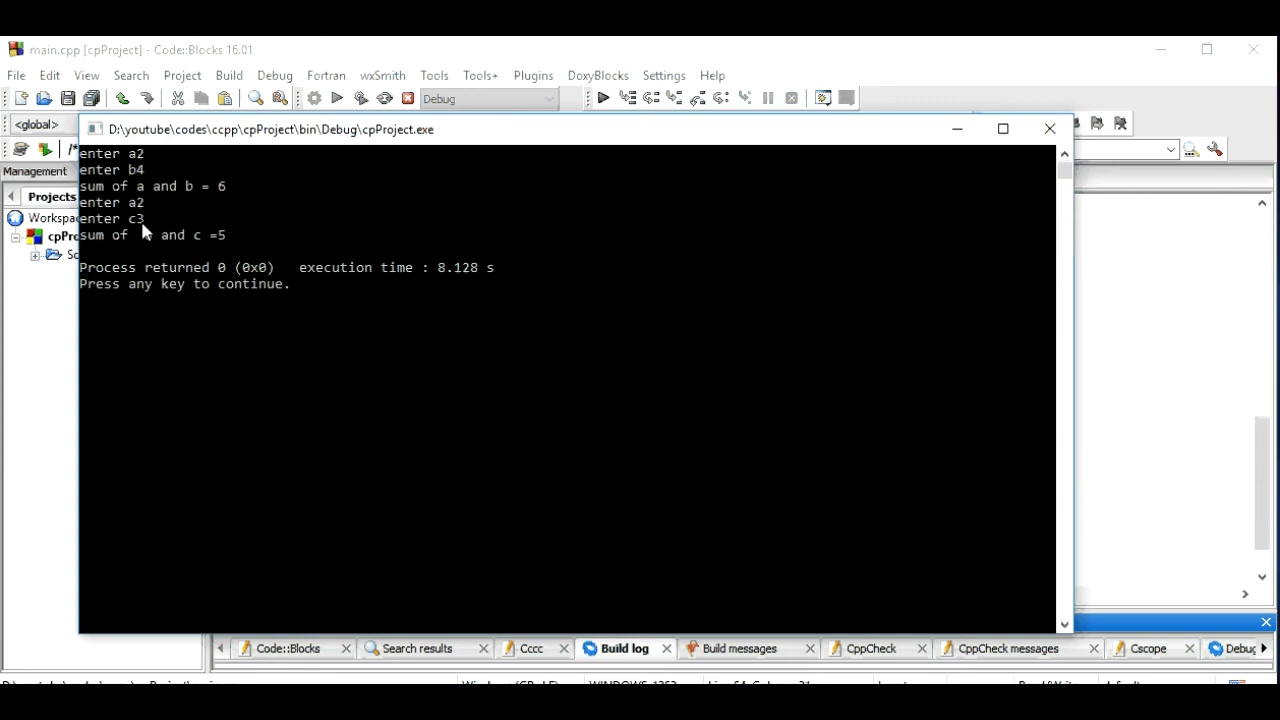 main.cpp [cpProject] - Code::Blocks 16.01
File Edit View Search Project Build Debug Fortran wxSmith Tools Tools+ Plugins DoxyBlocks Settings Help
Debug
<global>
D:\youtube\codes\ccpp\cpProject\bin\Debug\cpProject.exe
/*
Management
Projects
Workspa
cpPro
enter a2
enter b4
sum of a and b = 6
enter a2
enter c3
sum of and c =5
Process returned 0 (0x0) execution time : 8.128 s
Press any key to continue.
Code::Blocks Search results Cccc Build log Build messages CppCheck CppCheck messages Cscope Debug